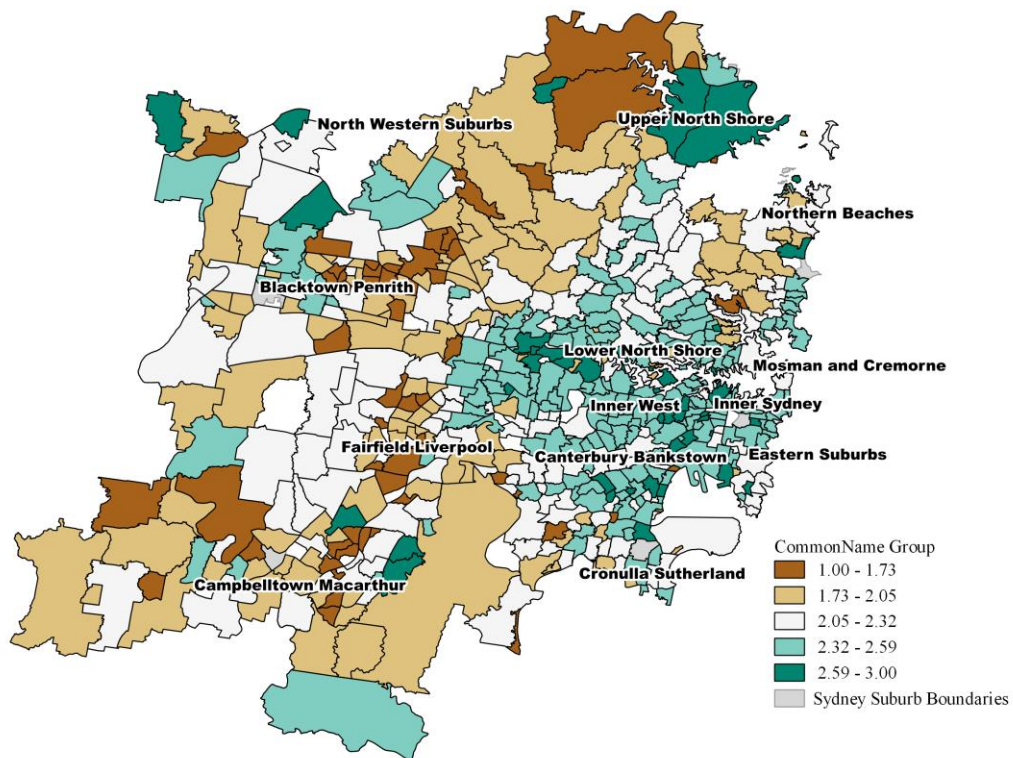 North Western Suburbs
Upper North Shore
Northern Beaches
Blacktown Penrith
Lower North Shore
Mosman and Cremorne
Inner West
Inner Sydney
Fairfield Liverpool
Canterbury Bankstown
Eastern Suburbs
Cronulla Sutherland
Campbelltown Macarthur
CommonName Group
1.00 - 1.73
1.73 - 2.05
2.05 - 2.32
2.32 - 2.59
2.59 - 3.00
Sydney Suburb Boundaries